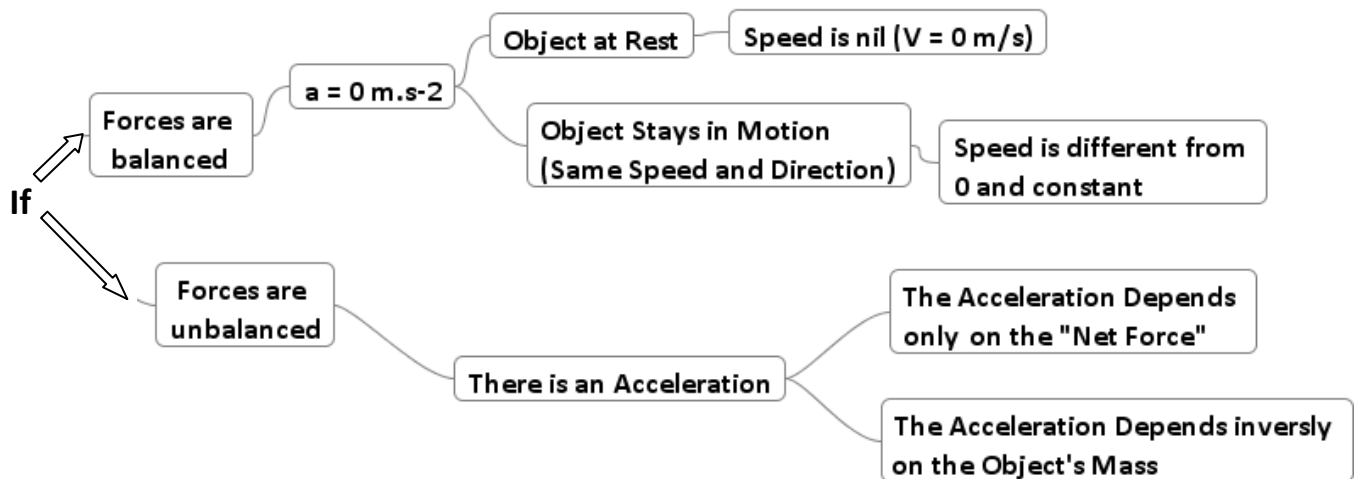 If
Forces are
balanced
a = 0 m.s-2
Object at Rest
Speed is nil (V = 0 m/s)
Object Stays in Motion
(Same Speed and Direction)
Speed is different from
0 and constant
Forces are
unbalanced
There is an Acceleration
The Acceleration Depends
only on the "Net Force"
The Acceleration Depends inversly
on the Object's Mass